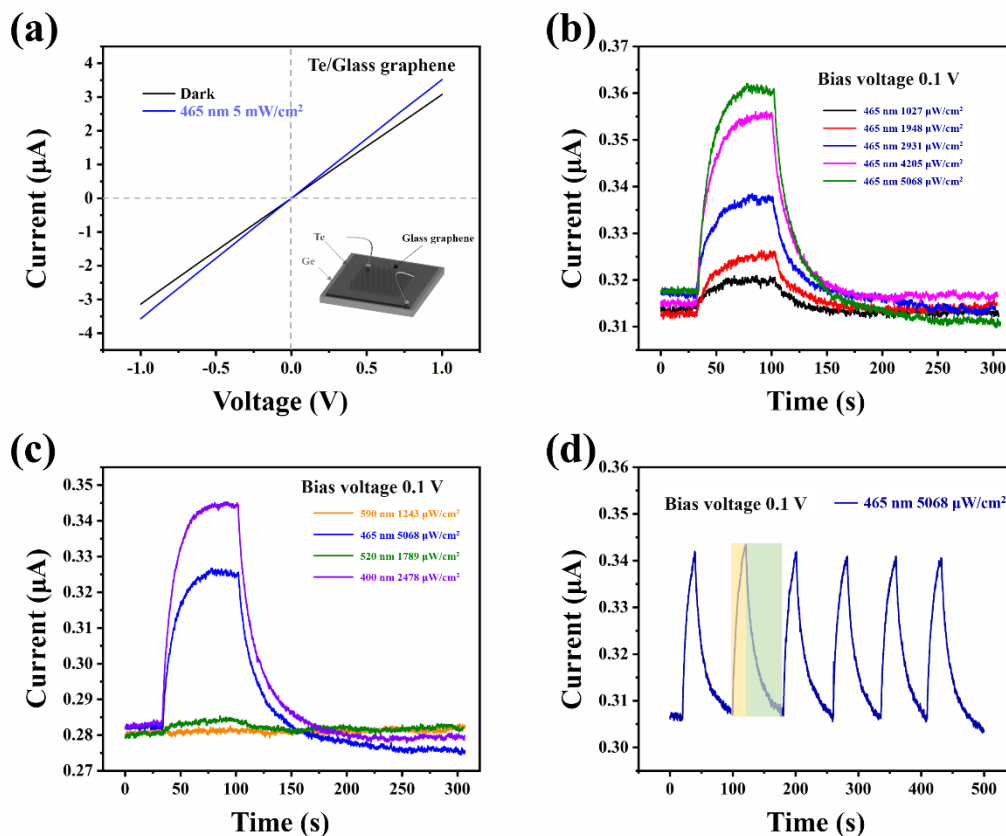 (a)
Te/Glass graphene
Dark
465 nm 5 mW/cm²
4
3
2
1
0
-1
-2
-3
-4
Current (μA)
Te
Ge
Glass graphene
-1.0
-0.5
0.0
0.5
1.0
Voltage (V)
(b)
Bias voltage 0.1 V
465 nm 1027 μW/cm²
465 nm 1948 μW/cm²
465 nm 2931 μW/cm²
465 nm 4205 μW/cm²
465 nm 5068 μW/cm²
0.37
0.36
0.35
0.34
0.33
0.32
0.31
Current (μA)
0
50
100
150
200
250
300
Time (s)
(c)
Bias voltage 0.1 V
590 nm 1243 μW/cm²
465 nm 5068 μW/cm²
520 nm 1789 μW/cm²
400 nm 2478 μW/cm²
0.35
0.34
0.33
0.32
0.31
0.30
0.29
0.28
0.27
Current (μA)
0
50
100
150
200
250
300
Time (s)
(d)
Bias voltage 0.1 V
465 nm 5068 μW/cm²
0.36
0.35
0.34
0.33
0.32
0.31
0.30
Current (μA)
0
100
200
300
400
500
Time (s)